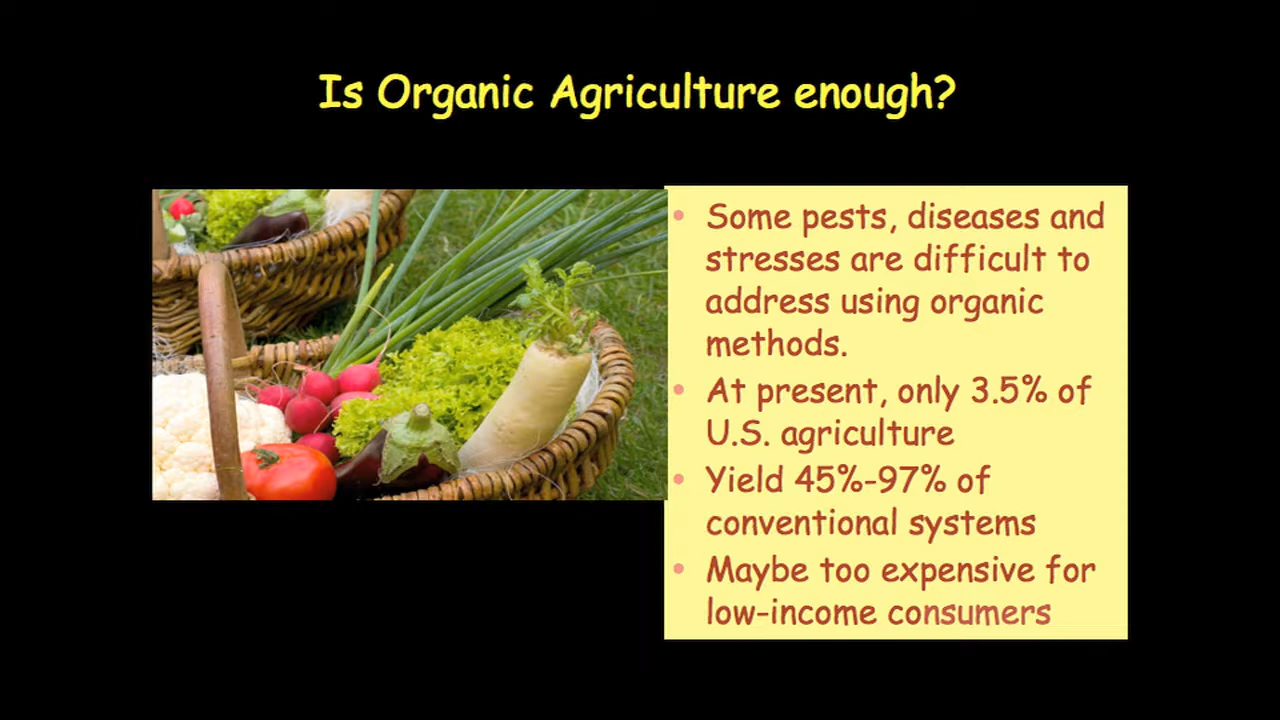 Is Organic Agriculture enough?
• Some pests, diseases and
stresses are difficult to
address using organic
methods.
• At present, only 3.5% of
U.S. agriculture
• Yield 45%-97% of
conventional systems
• Maybe too expensive for
low-income consumers